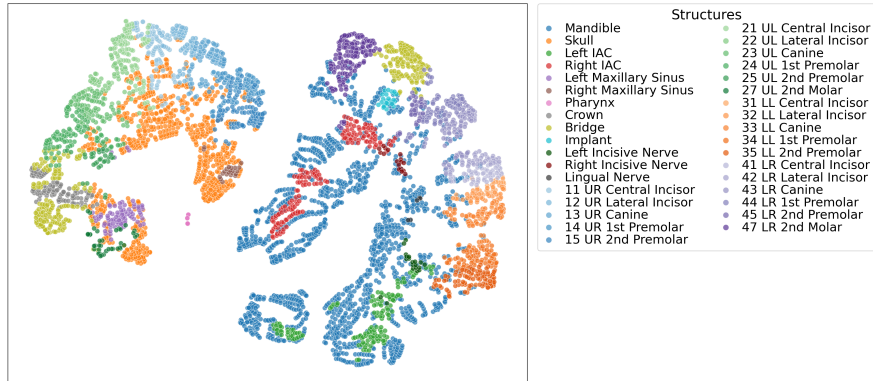 Structures
Mandible
Skull
Left IAC
Right IAC
Left Maxillary Sinus
Right Maxillary Sinus
Pharynx
Crown
Bridge
Implant
Left Incisive Nerve
Right Incisive Nerve
Lingual Nerve
11 UR Central Incisor
12 UR Lateral Incisor
13 UR Canine
14 UR 1st Premolar
15 UR 2nd Premolar
21 UL Central Incisor
22 UL Lateral Incisor
23 UL Canine
24 UL 1st Premolar
25 UL 2nd Premolar
27 UL 2nd Molar
31 LL Central Incisor
32 LL Lateral Incisor
33 LL Canine
34 LL 1st Premolar
35 LL 2nd Premolar
41 LR Central Incisor
42 LR Lateral Incisor
43 LR Canine
44 LR 1st Premolar
45 LR 2nd Premolar
47 LR 2nd Molar